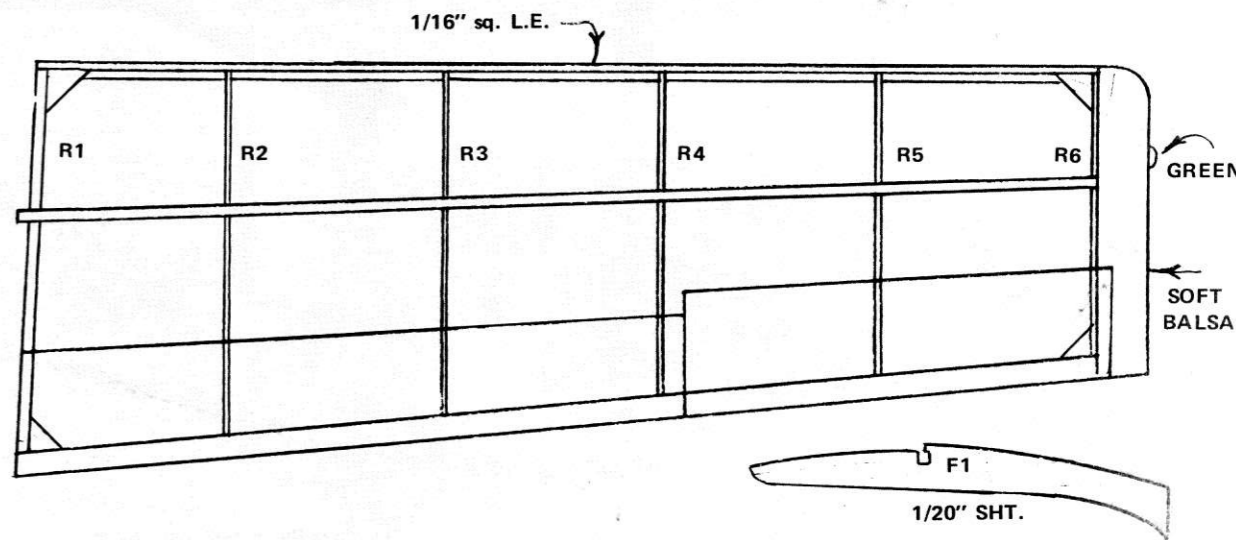 1/16" sq. L.E.
R1
R2
R3
R4
R5
R6
GREEN
SOFT
BALSA
F1
1/20" SHT.